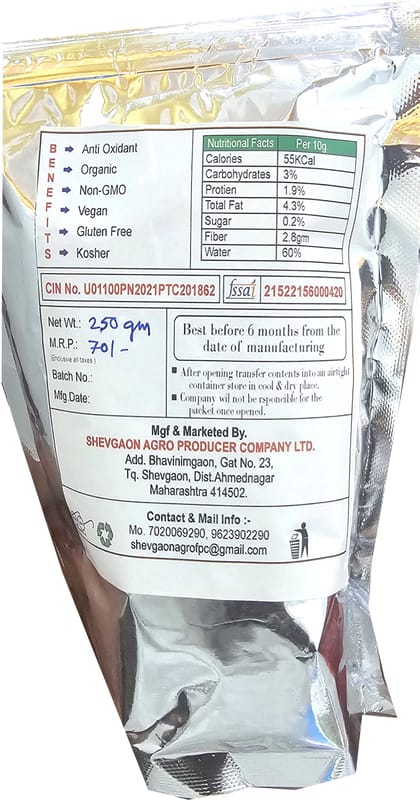 BENEFITS
Anti Oxidant
Organic
Non-GMO
Vegan
Gluten Free
Kosher
Nutritional Facts Per 10g
Calories 55KCal
Carbohydrates 3%
Protien 1.9%
Total Fat 4.3%
Sugar 0.2%
Fiber 2.8gm
Water 60%
CIN No. U01100PN2021PTC201862
fssai 21522156000420
Net Wt.: 250 gm
M.R.P.: 70/-
(Exclusive all taxes)
Batch No.:
Mfg.Date:
Best before 6 months from the
date of manufacturing
After opening transfer contents into an airtight
container store in cool & dry place.
Company wil not be rsponcible for the
packet once opened.
Mgf & Marketed By.
SHEVGAON AGRO PRODUCER COMPANY LTD.
Add. Bhavinimgaon, Gat No. 23,
Tq. Shevgaon, Dist.Ahmednagar
Maharashtra 414502.
Contact & Mail Info :-
Mo. 7020069290, 9623902290
shevgaonagrofpc@gmail.com